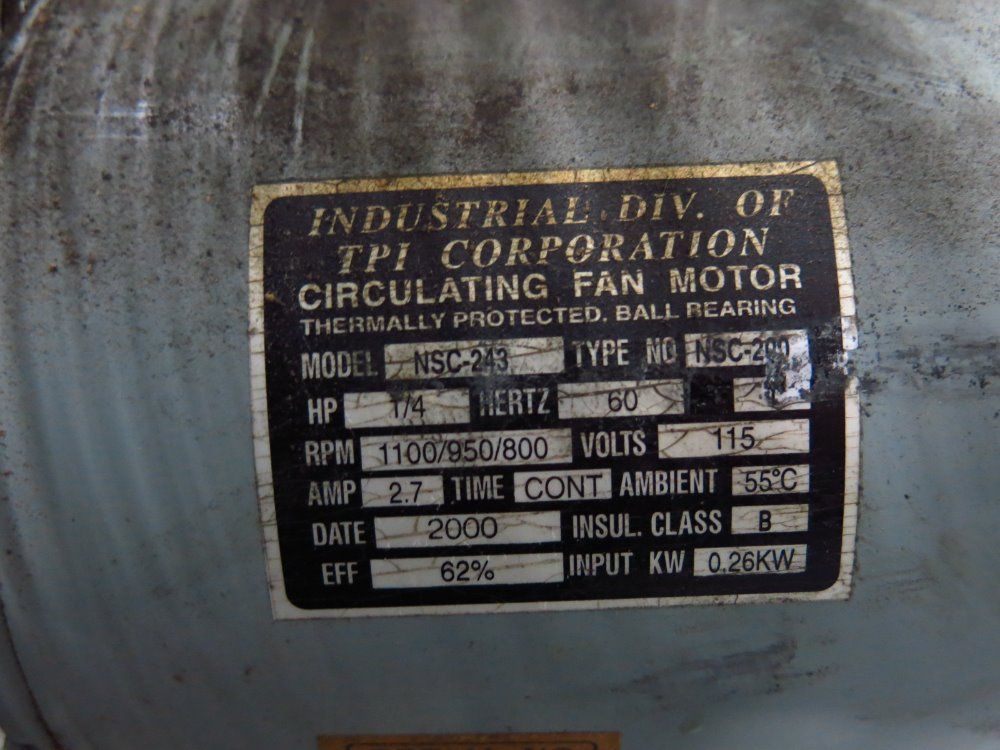 INDUSTRIAL DIV. OF
TPI CORPORATION
CIRCULATING FAN MOTOR
THERMALLY PROTECTED. BALL BEARING
MODEL NSC-243 TYPE NO
HP 1/4 HERTZ 60
RPM 1100/950/800 VOLTS 115
AMP 2.7 TIME CONT AMBIENT 55°C
DATE 2000 INSUL. CLASS B
EFF 62% INPUT KW 0.26KW